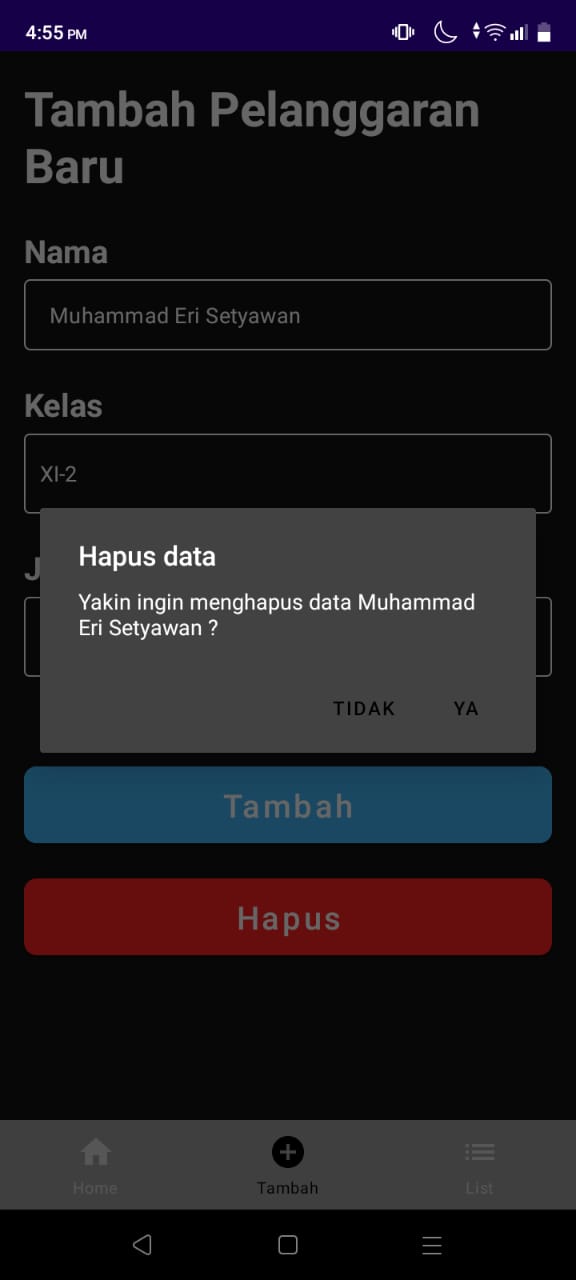 4:55 PM
Tambah Pelanggaran
Baru
Nama
Muhammad Eri Setyawan
Kelas
XI-2
J
Hapus data
Yakin ingin menghapus data Muhammad
Eri Setyawan ?
TIDAK YA
Tambah
Hapus
Home Tambah List